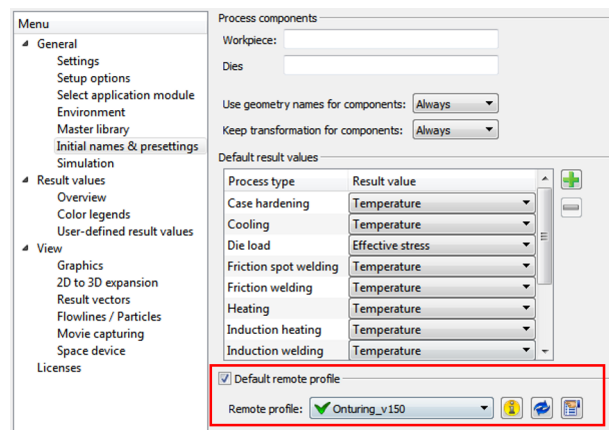 Menu
General
Settings
Setup options
Select application module
Environment
Master library
Initial names & presettings
Simulation
Result values
Overview
Color legends
User-defined result values
View
Graphics
2D to 3D expansion
Result vectors
Flowlines / Particles
Movie capturing
Space device
Licenses
Process components
Workpiece:
Dies
Use geometry names for components: Always
Keep transformation for components: Always
Default result values
Process type Result value
Case hardening Temperature
Cooling Temperature
Die load Effective stress
Friction spot welding Temperature
Friction welding Temperature
Heating Temperature
Induction heating Temperature
Induction welding Temperature
Default remote profile
Remote profile: Onturing_v150